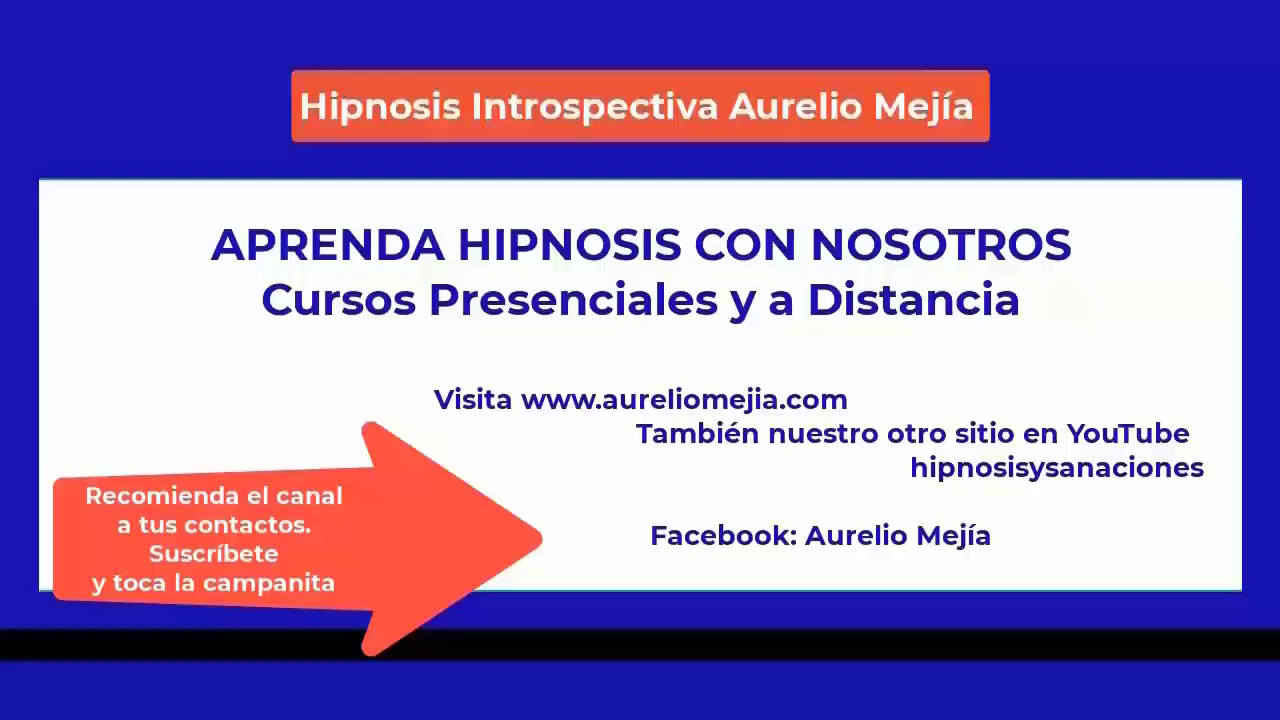 Hipnosis Introspectiva Aurelio Mejía
APRENDA HIPNOSIS CON NOSOTROS
Cursos Presenciales y a Distancia
Visita www.aureliomejia.com
También nuestro otro sitio en YouTube
hipnosisysanaciones
Recomienda el canal
a tus contactos.
Suscríbete
y toca la campanita
Facebook: Aurelio Mejía